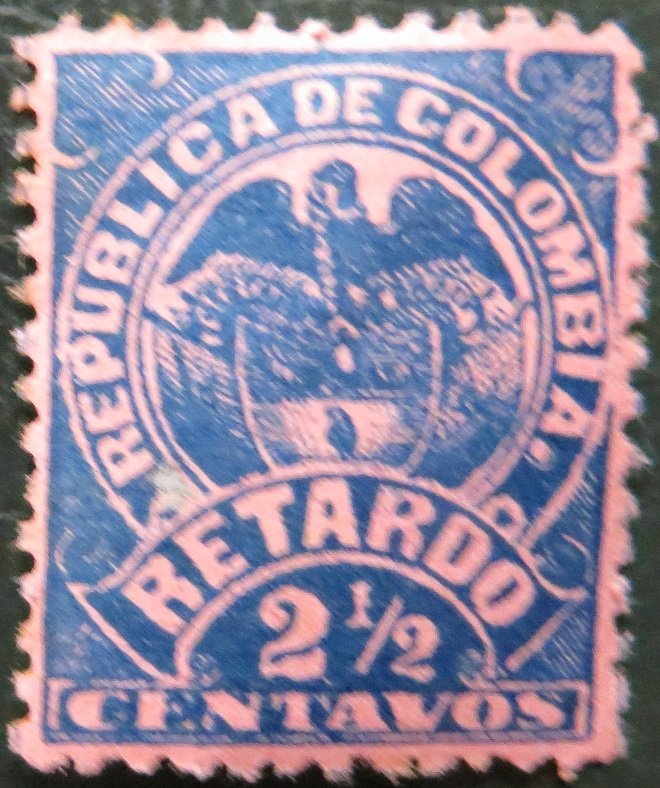 REPUBLICA DE COLOMBIA.
RETARDO
2 1/2
CENTAVOS